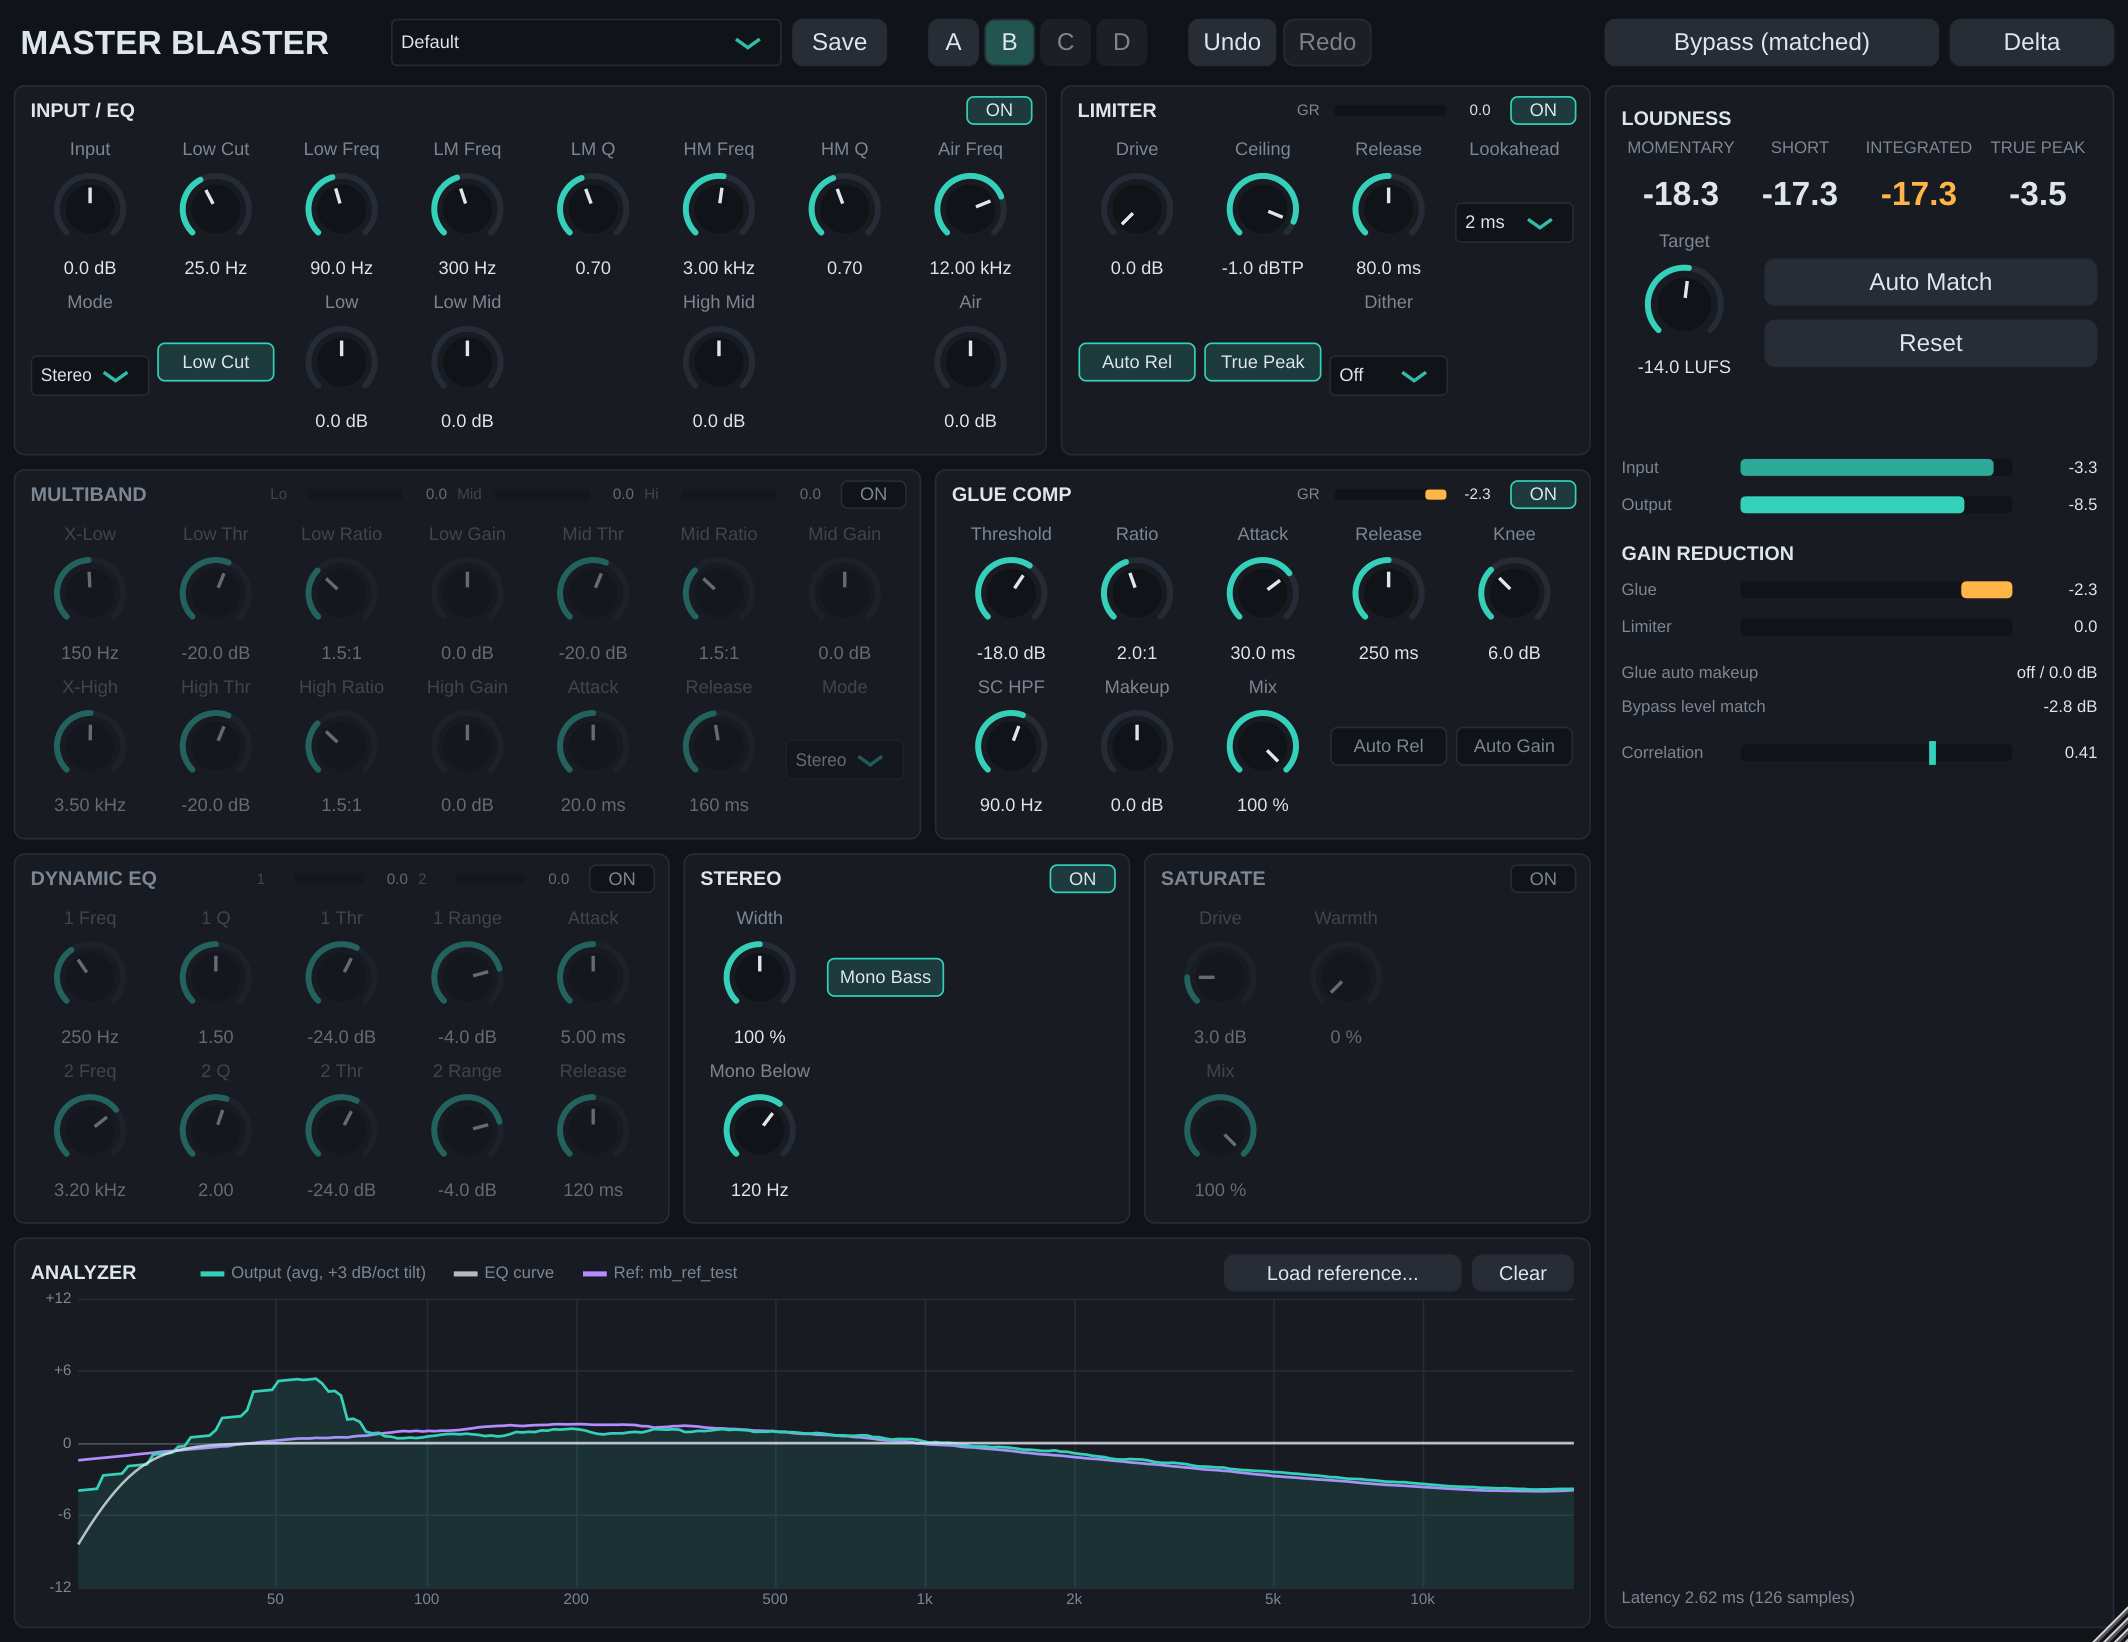 MASTER BLASTER Default Save A B C D Undo Redo Bypass (matched) Delta
INPUT / EQ ON
Input Low Cut Low Freq LM Freq LM Q HM Freq HM Q Air Freq
0.0 dB 25.0 Hz 90.0 Hz 300 Hz 0.70 3.00 kHz 0.70 12.00 kHz
Mode Low Low Mid High Mid Air
Stereo Low Cut
0.0 dB 0.0 dB 0.0 dB 0.0 dB
LIMITER GR 0.0 ON
Drive Ceiling Release Lookahead
2 ms
0.0 dB -1.0 dBTP 80.0 ms
Dither
Auto Rel True Peak Off
LOUDNESS
MOMENTARY SHORT INTEGRATED TRUE PEAK
-18.3 -17.3 -17.3 -3.5
Target
Auto Match
Reset
-14.0 LUFS
Input -3.3
Output -8.5
GAIN REDUCTION
Glue -2.3
Limiter 0.0
Glue auto makeup off / 0.0 dB
Bypass level match -2.8 dB
Correlation 0.41
MULTIBAND Lo 0.0 Mid 0.0 Hi 0.0 ON
X-Low Low Thr Low Ratio Low Gain Mid Thr Mid Ratio Mid Gain
150 Hz -20.0 dB 1.5:1 0.0 dB -20.0 dB 1.5:1 0.0 dB
X-High High Thr High Ratio High Gain Attack Release Mode
Stereo
3.50 kHz -20.0 dB 1.5:1 0.0 dB 20.0 ms 160 ms
GLUE COMP GR -2.3 ON
Threshold Ratio Attack Release Knee
-18.0 dB 2.0:1 30.0 ms 250 ms 6.0 dB
SC HPF Makeup Mix
Auto Rel Auto Gain
90.0 Hz 0.0 dB 100 %
DYNAMIC EQ 1 0.0 2 0.0 ON
1 Freq 1 Q 1 Thr 1 Range Attack
250 Hz 1.50 -24.0 dB -4.0 dB 5.00 ms
2 Freq 2 Q 2 Thr 2 Range Release
3.20 kHz 2.00 -24.0 dB -4.0 dB 120 ms
STEREO ON
Width
Mono Bass
100 %
Mono Below
120 Hz
SATURATE ON
Drive Warmth
3.0 dB 0 %
Mix
100 %
ANALYZER Output (avg, +3 dB/oct tilt) EQ curve Ref: mb_ref_test Load reference... Clear
+12
+6
0
-6
-12
50 100 200 500 1k 2k 5k 10k
Latency 2.62 ms (126 samples)